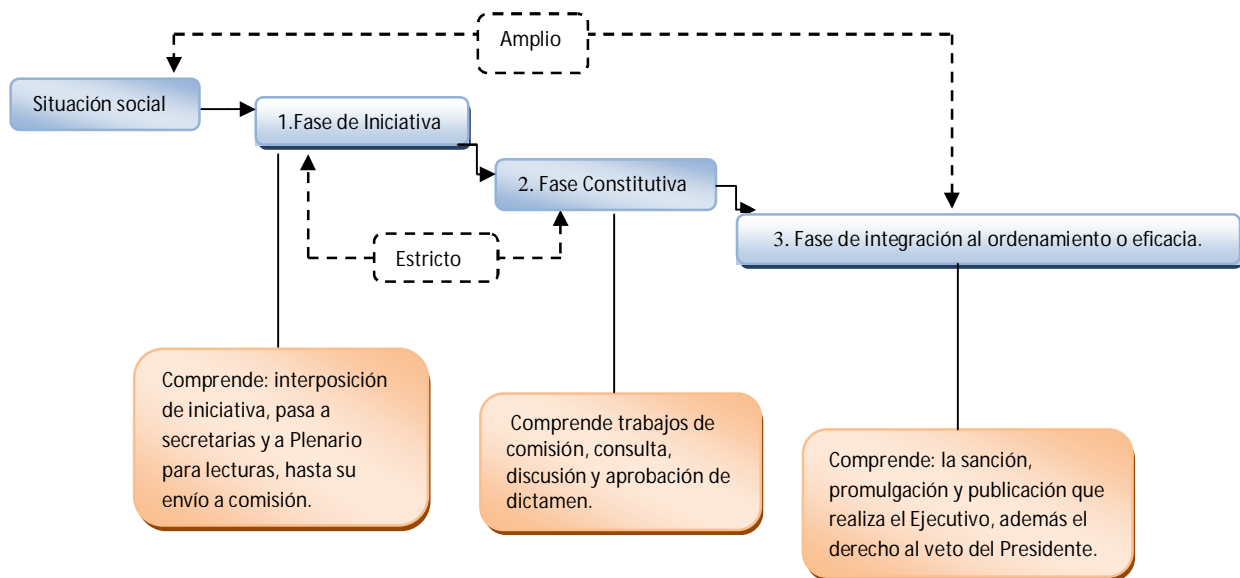 Amplio
Situación social
1.Fase de Iniciativa
2. Fase Constitutiva
3. Fase de integración al ordenamiento o eficacia.
Estricto
Comprende: interposición
de iniciativa, pasa a
secretarias y a Plenario
para lecturas, hasta su
envío a comisión.
Comprende trabajos de
comisión, consulta,
discusión y aprobación de
dictamen.
Comprende: la sanción,
promulgación y publicación que
realiza el Ejecutivo, además el
derecho al veto del Presidente.